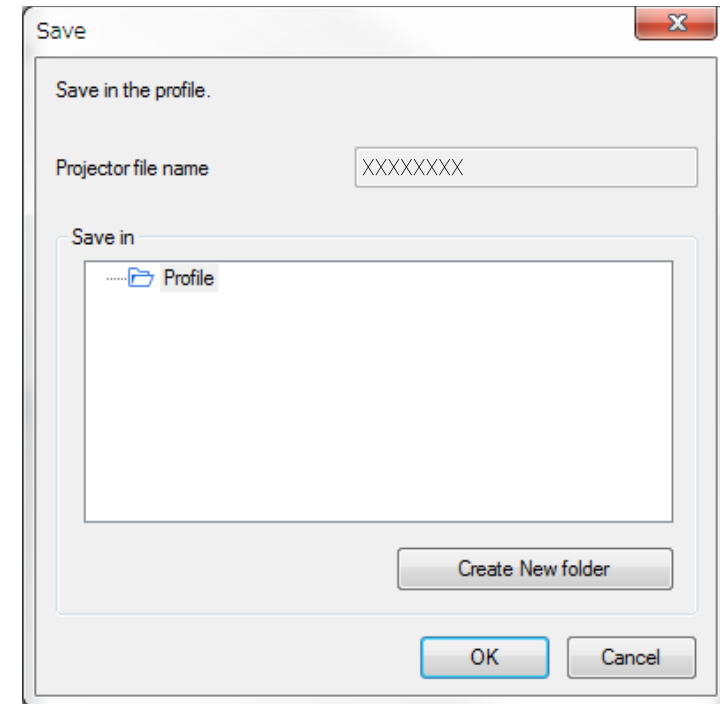 Save
Save in the profile.
Projector file name XXXXXXXX
Save in
Profile
Create New folder
OK Cancel